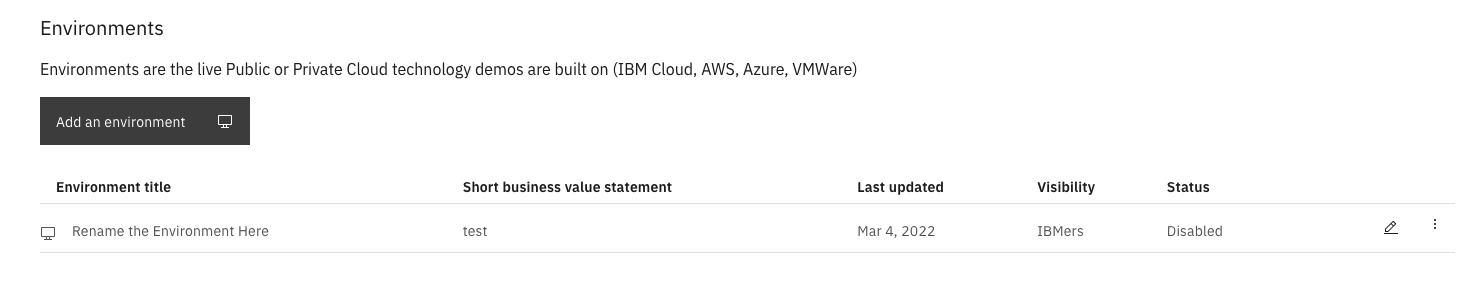 Environments
Environments are the live Public or Private Cloud technology demos are built on (IBM Cloud, AWS, Azure, VMWare)
Add an environment
Environment title Short business value statement Last updated Visibility Status
Rename the Environment Here test Mar 4, 2022 IBMers Disabled